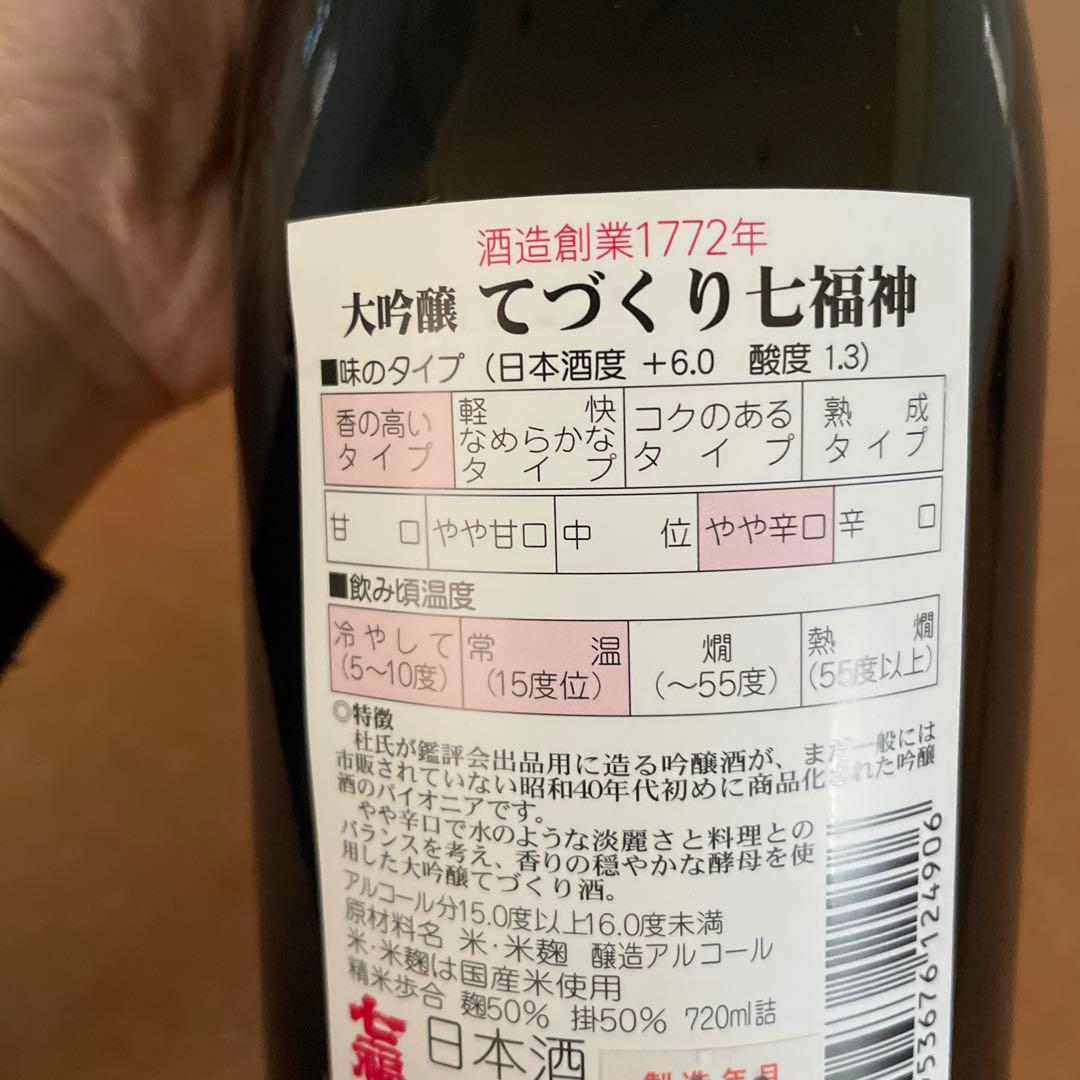 酒造創業1772年
大吟醸 てづくり七福神
■味のタイプ（日本酒度 +6.0 酸度 1.3）
香の高いタイプ 軽快なめらかなタイプ コクのあるタイプ 熟成タイプ
甘口 やや甘口 中位 やや辛口 辛口
■飲み頃温度
冷やして(5～10度) 常温(15度位) 燗(～55度) 熱燗(55度以上)
◎特徴
杜氏が鑑評会出品用に造る吟醸酒が、まだ一般には
市販されていない昭和40年代初めに商品化された吟醸
酒のパイオニアです。
やや辛口で水のような淡麗さと料理との
バランスを考え、香りの穏やかな酵母を使
用した大吟醸てづくり酒。
アルコール分15.0度以上16.0度未満
原材料名 米・米麹 醸造アルコール
米・米麹は国産米使用
精米歩合 麹50% 掛50% 720ml詰
七福
日本酒
製造年月
53676124906